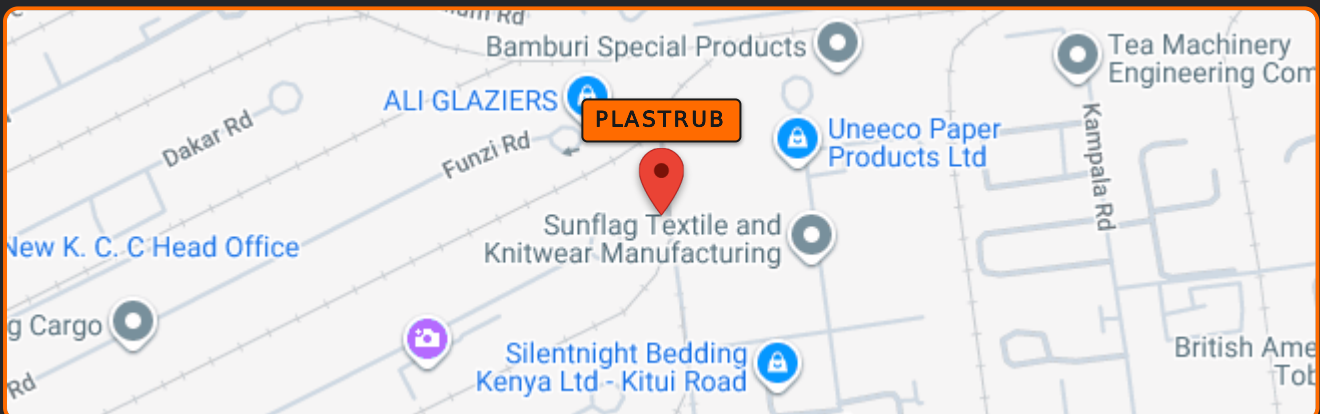 Bamburi Special Products
Tea Machinery
Engineering Com
ALI GLAZIERS
PLASTRUB
Uneeco Paper
Products Ltd
Dakar Rd
Funzi Rd
Kampala Rd
Sunflag Textile and
Knitwear Manufacturing
New K. C. C Head Office
g Cargo
Silentnight Bedding
Kenya Ltd - Kitui Road
British Ame
Tob
Rd